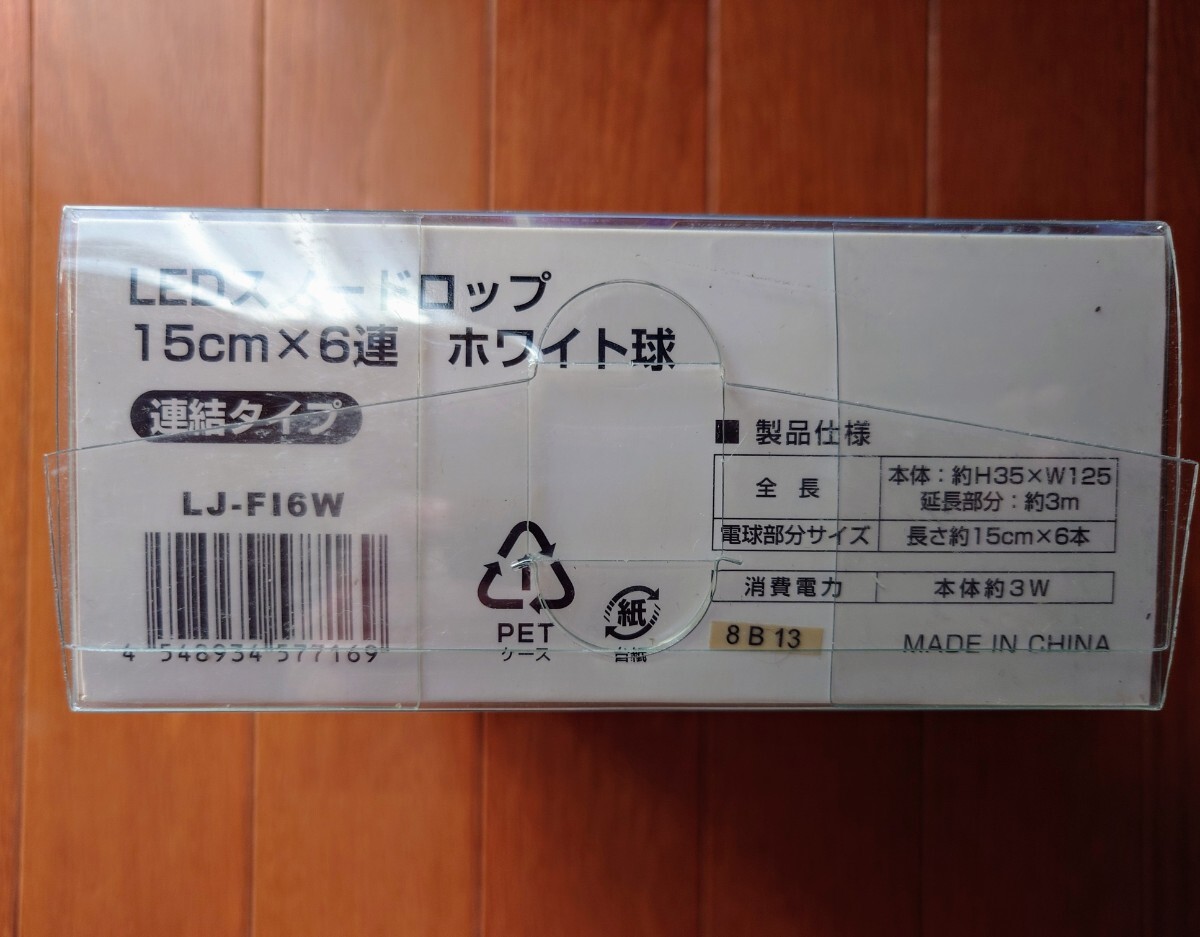 LEDスノードロップ
15cm×6連 ホワイト球
連結タイプ
LJ-FI6W
4 548934 577169
1
PET
ケース
紙
台紙
■ 製品仕様
全長 本体：約H35×W125
延長部分：約3m
電球部分サイズ 長さ約15cm×6本
消費電力 本体約3W
8B13
MADE IN CHINA